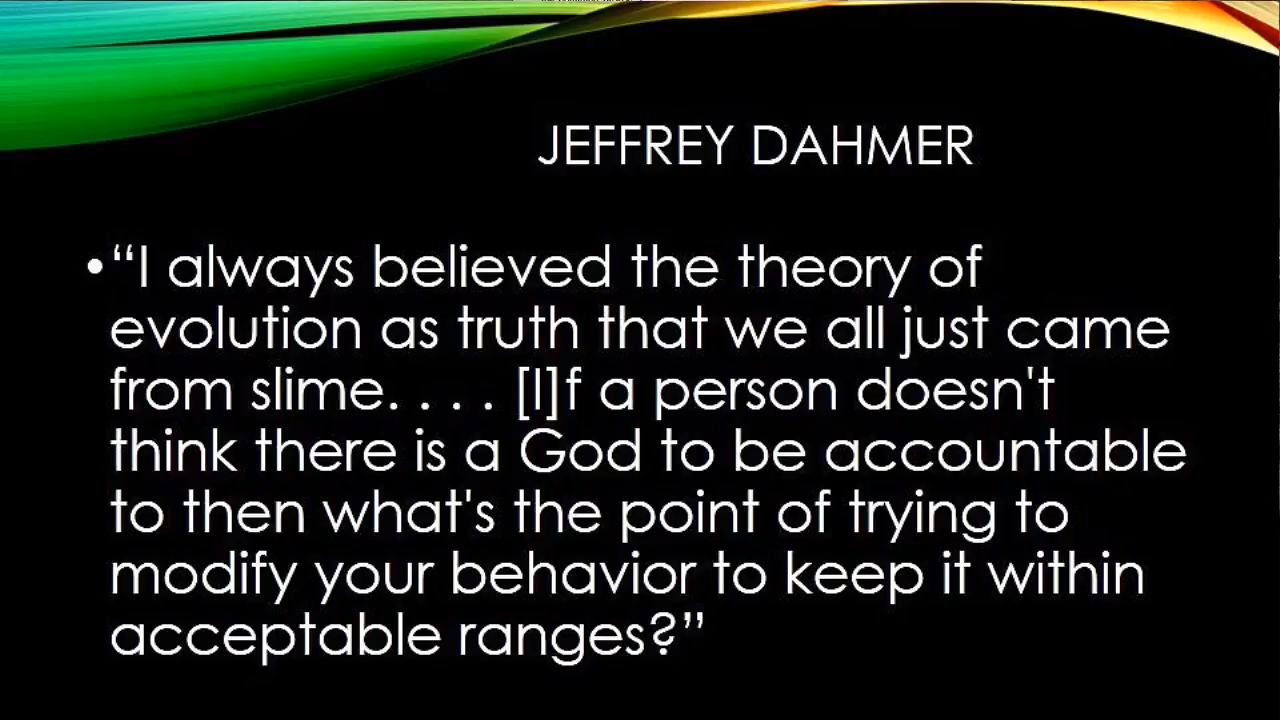 JEFFREY DAHMER
•“I always believed the theory of
evolution as truth that we all just came
from slime. . . . [I]f a person doesn't
think there is a God to be accountable
to then what's the point of trying to
modify your behavior to keep it within
acceptable ranges?”